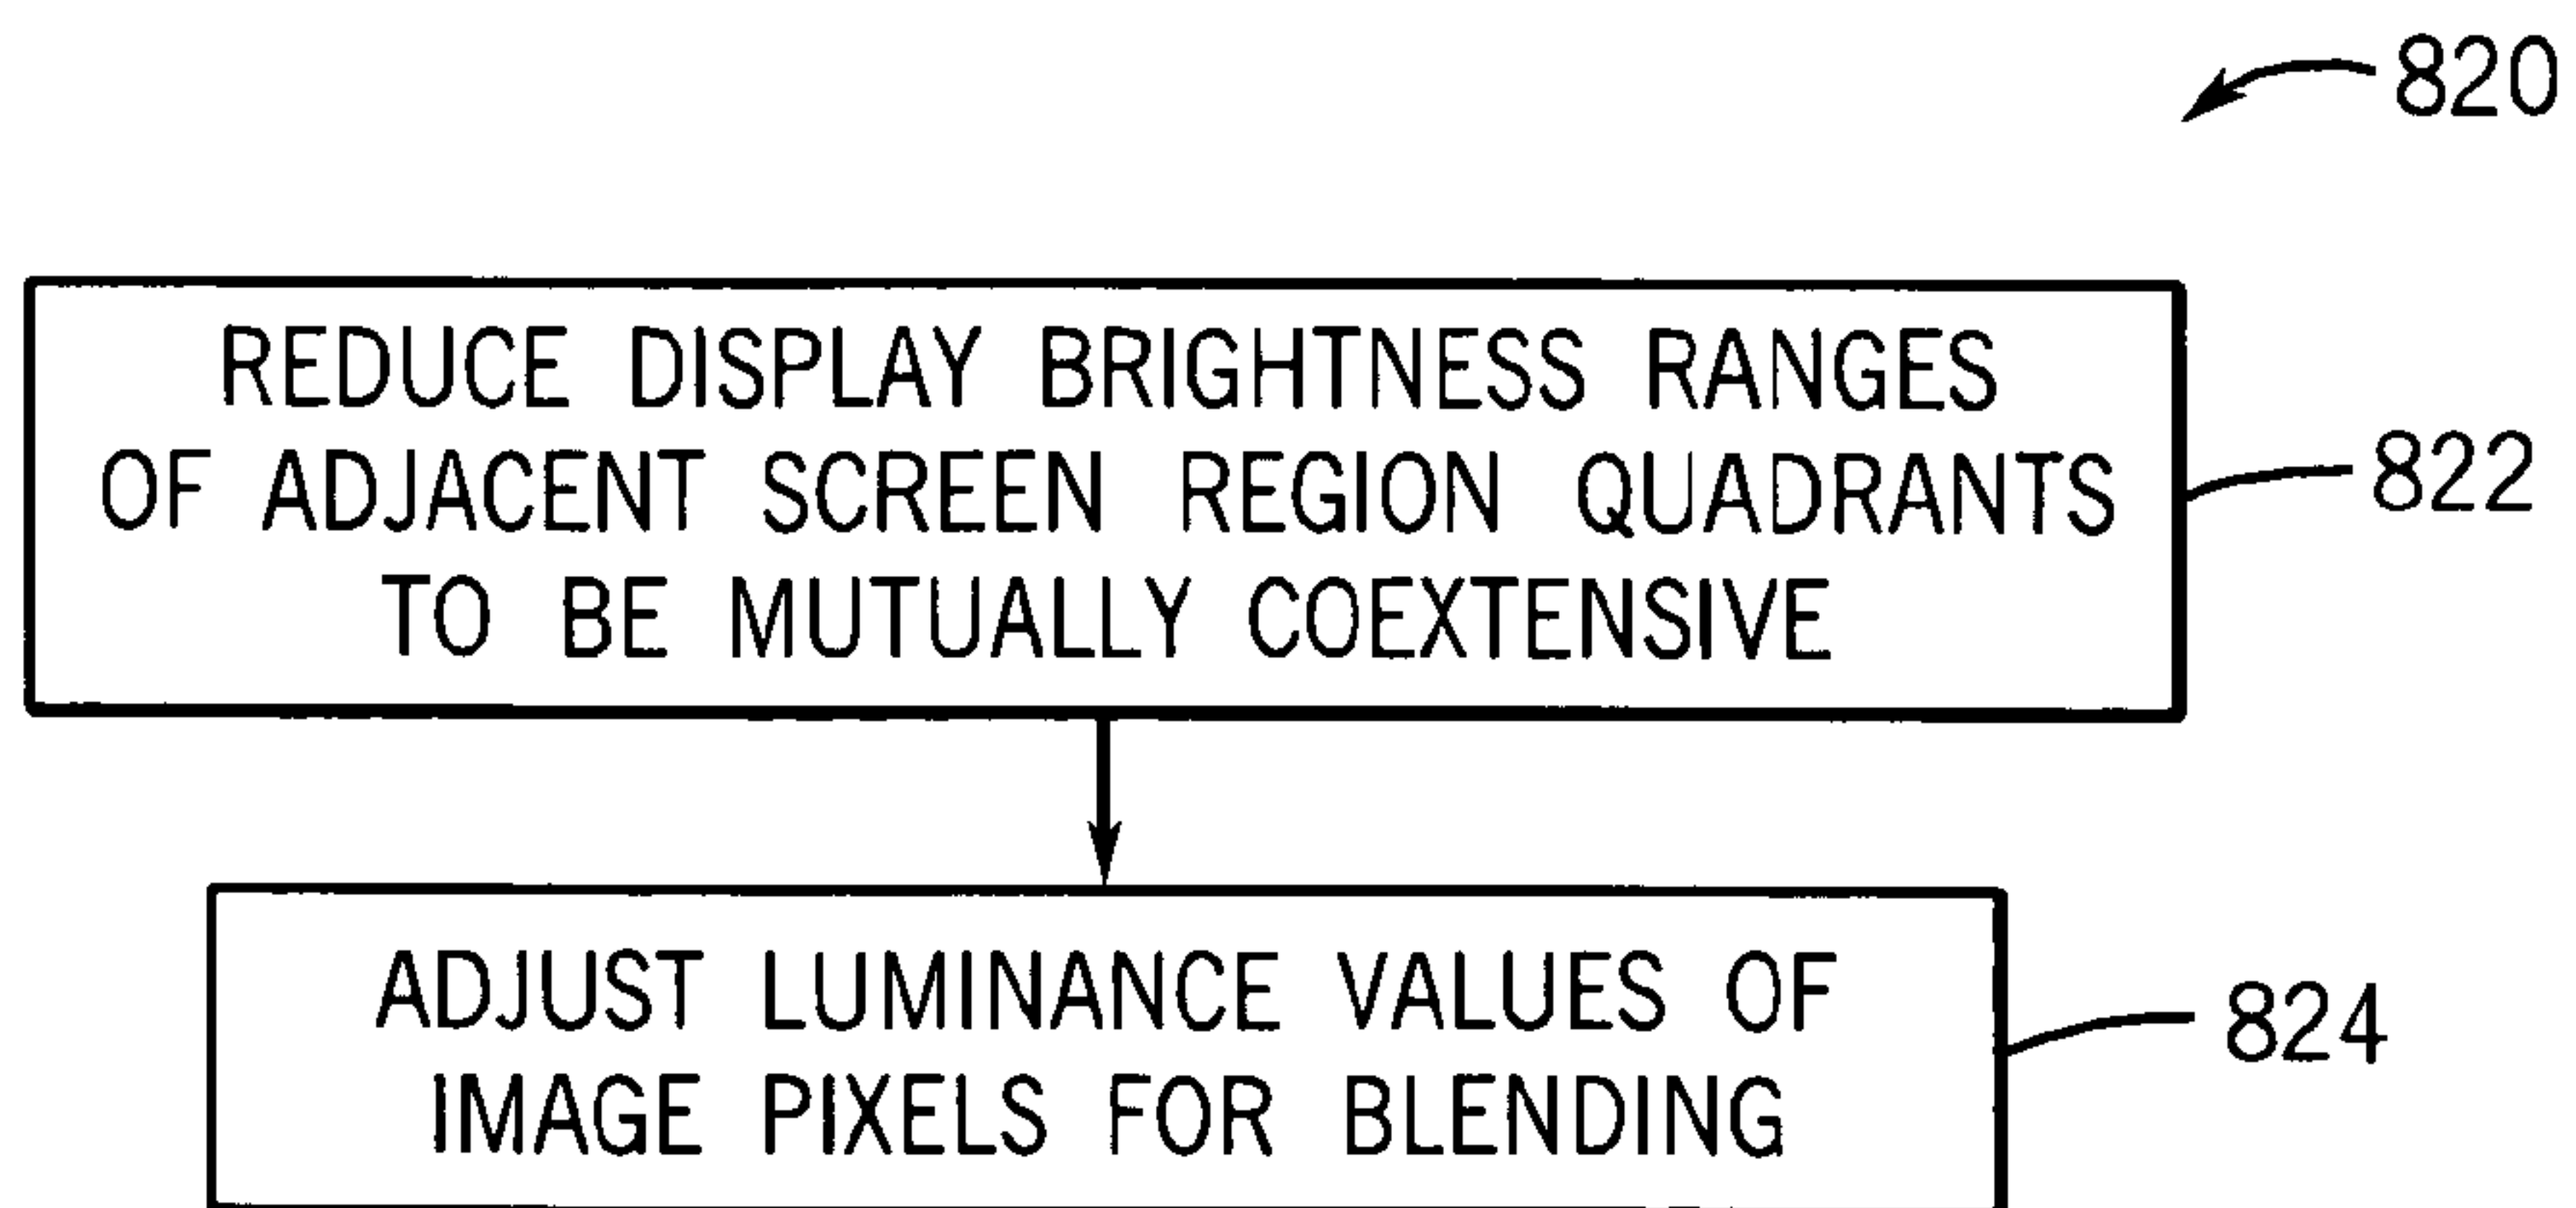 820
REDUCE DISPLAY BRIGHTNESS RANGES
OF ADJACENT SCREEN REGION QUADRANTS
TO BE MUTUALLY COEXTENSIVE
822
ADJUST LUMINANCE VALUES OF
IMAGE PIXELS FOR BLENDING
824